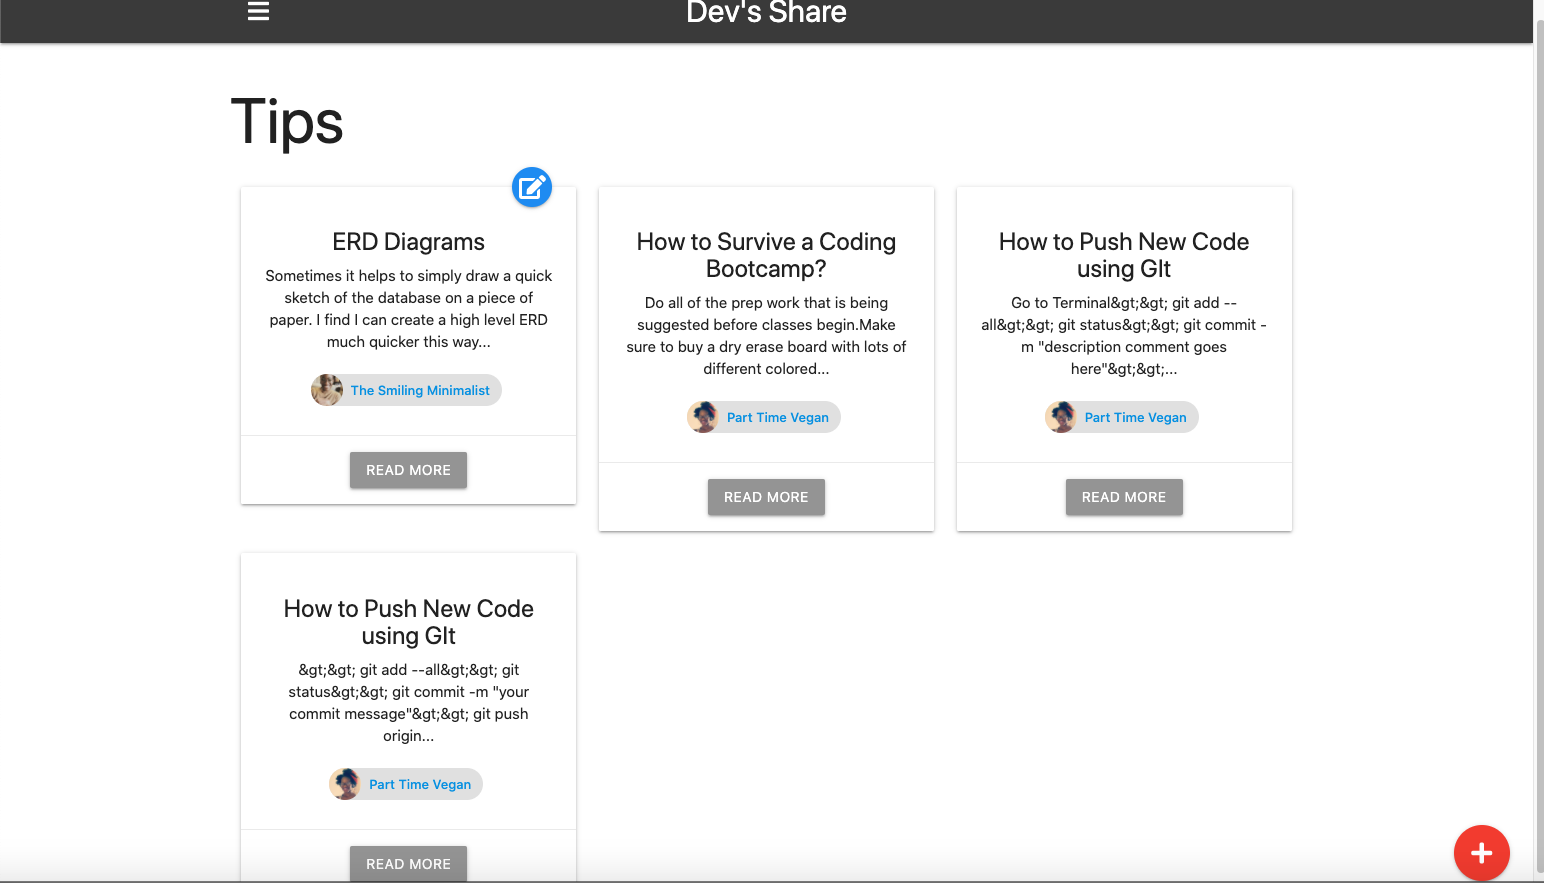 Dev's Share
Tips
ERD Diagrams
Sometimes it helps to simply draw a quick
sketch of the database on a piece of
paper. I find I can create a high level ERD
much quicker this way...
The Smiling Minimalist
READ MORE
How to Survive a Coding
Bootcamp?
Do all of the prep work that is being
suggested before classes begin.Make
sure to buy a dry erase board with lots of
different colored...
Part Time Vegan
READ MORE
How to Push New Code
using GIt
Go to Terminal&gt;&gt; git add --
all&gt;&gt; git status&gt;&gt; git commit -
m "description comment goes
here"&gt;&gt;...
Part Time Vegan
READ MORE
How to Push New Code
using GIt
&gt;&gt; git add --all&gt;&gt; git
status&gt;&gt; git commit -m "your
commit message"&gt;&gt; git push
origin...
Part Time Vegan
READ MORE